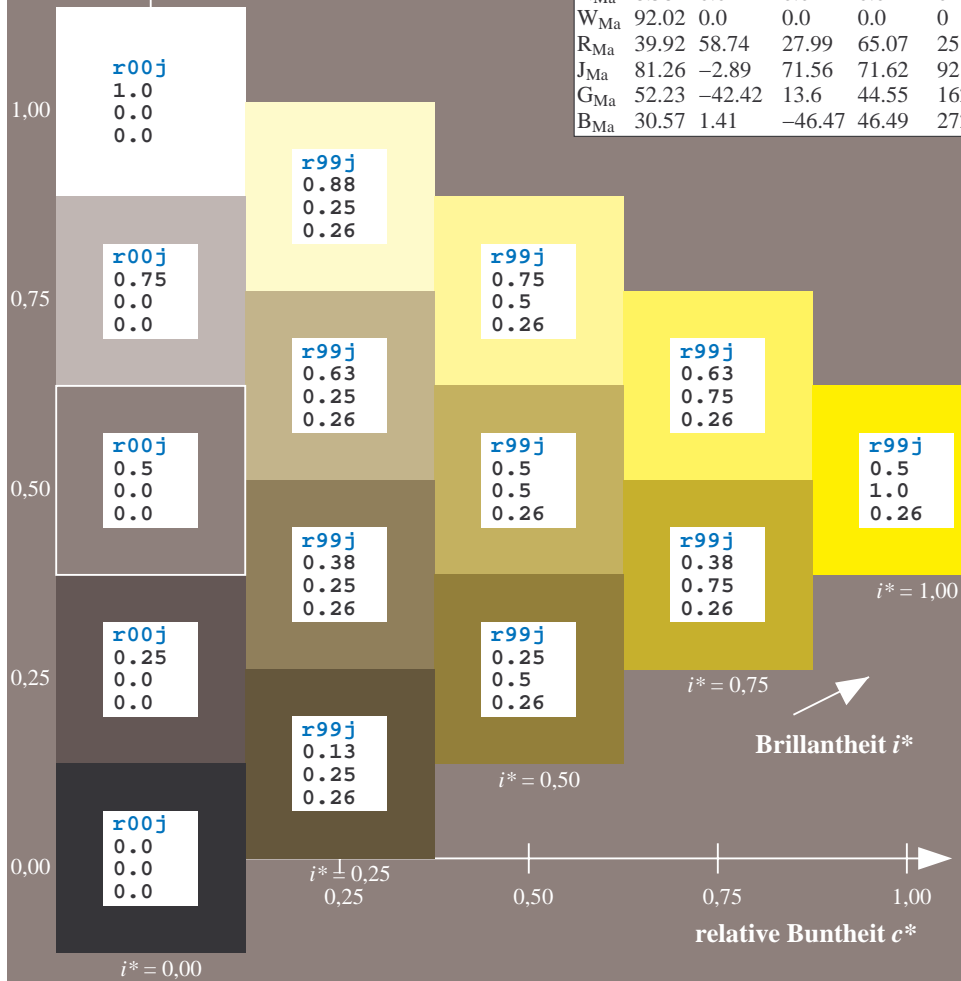 W_Ma 92.02 0.0 0.0 0.0 0
R_Ma 39.92 58.74 27.99 65.07 25
J_Ma 81.26 −2.89 71.56 71.62 92
G_Ma 52.23 −42.42 13.6 44.55
B_Ma 30.57 1.41 −46.47 46.49
r00j
1.0
0.0
0.0
1,00
r99j
0.88
0.25
0.26
r00j
0.75
0.0
0.0
r99j
0.75
0.5
0.26
0,75
r99j
0.63
0.25
0.26
r99j
0.63
0.75
0.26
r00j
0.5
0.0
0.0
r99j
0.5
0.5
0.26
r99j
0.5
1.0
0.26
0,50
r99j
0.38
0.25
0.26
r99j
0.38
0.75
0.26
i* = 1,00
r00j
0.25
0.0
0.0
r99j
0.25
0.5
0.26
0,25
i* = 0,75
r99j
0.13
0.25
0.26
Brillantheit i*
i* = 0,50
r00j
0.0
0.0
0.0
0,00
i* = 0,25
0,25 0,50 0,75 1,00
relative Buntheit c*
i* = 0,00